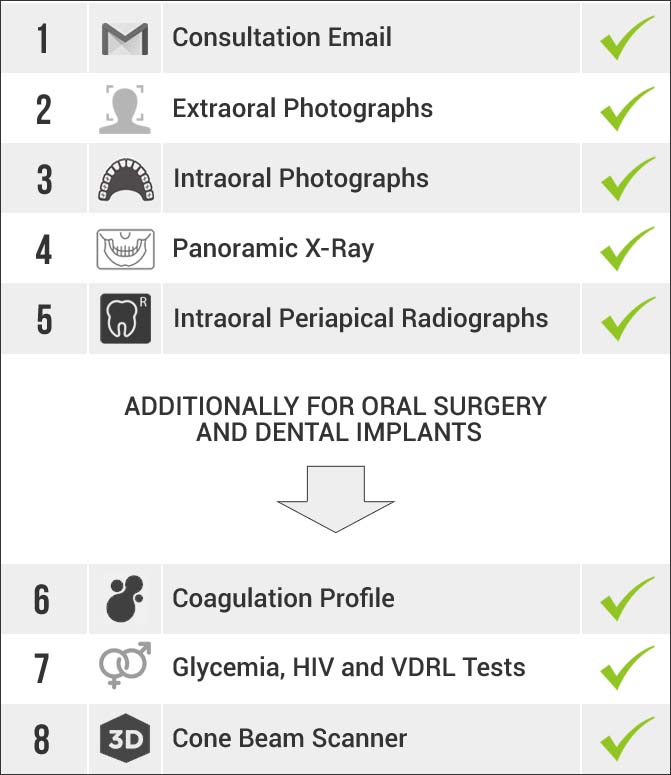 1 Consultation Email
2 Extraoral Photographs
3 Intraoral Photographs
4 Panoramic X-Ray
5 R Intraoral Periapical Radiographs
ADDITIONALLY FOR ORAL SURGERY
AND DENTAL IMPLANTS
6 Coagulation Profile
7 Glycemia, HIV and VDRL Tests
8 3D Cone Beam Scanner